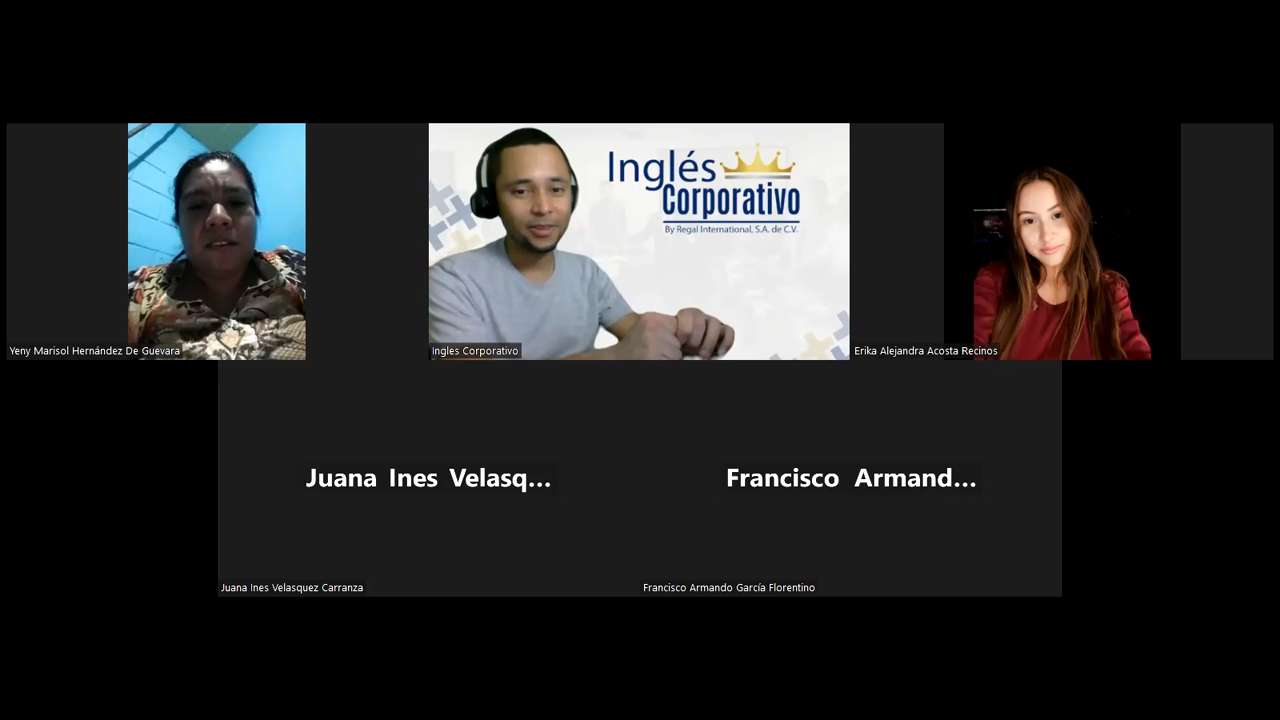 Inglés
Corporativo
By Regal International, S.A. de C.V.
Yeny Marisol Hernández De Guevara
Ingles Corporativo
Erika Alejandra Acosta Recinos
Juana Ines Velasq...
Francisco Armand...
Juana Ines Velasquez Carranza
Francisco Armando García Florentino